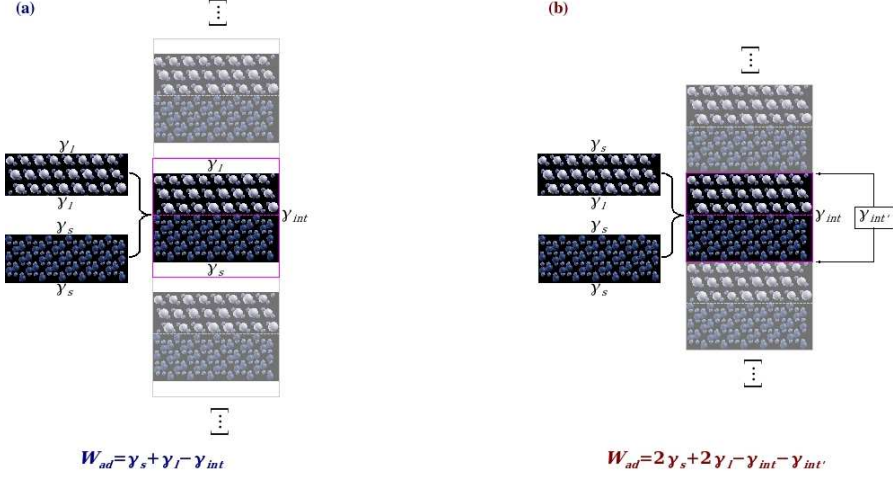 (a)
[⋮]
γl
γl
γs
γs
γl
γint
γs
[⋮]
Wad=γs+γl−γint
(b)
[⋮]
γs
γl
γs
γs
γint
γint'
[⋮]
Wad=2γs+2γl−γint−γint'